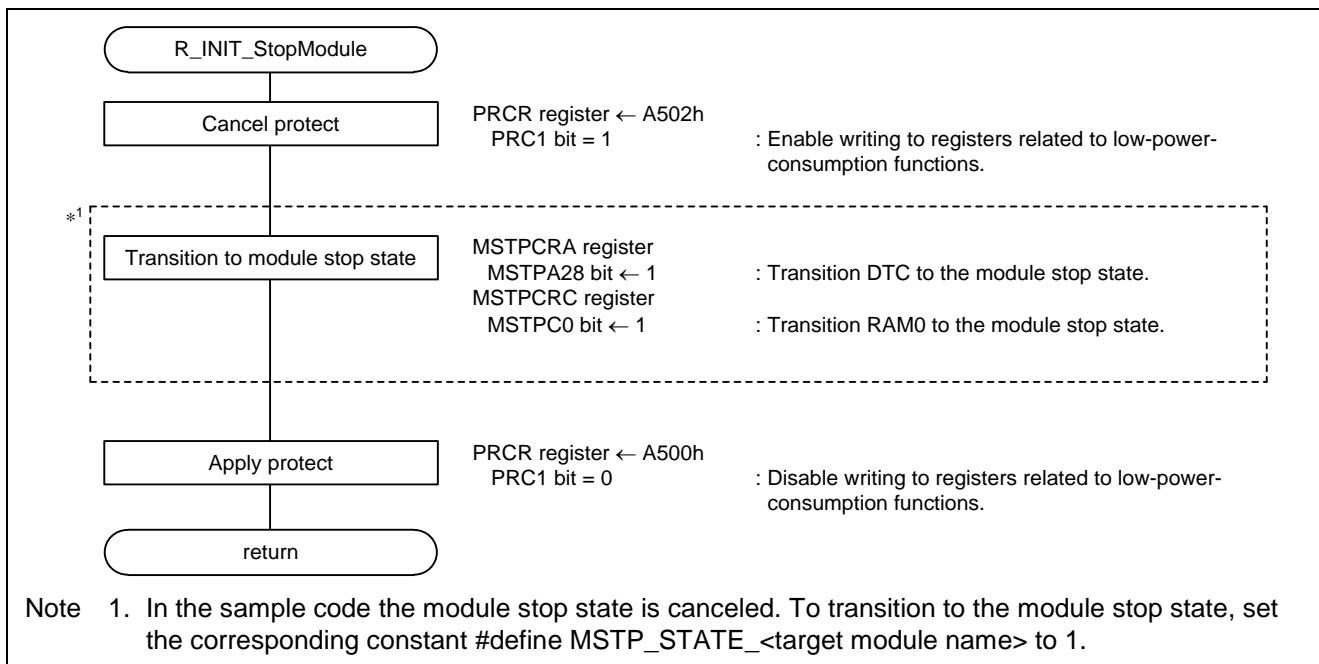 R_INIT_StopModule
Cancel protect
PRCR register ← A502h
PRC1 bit = 1 : Enable writing to registers related to low-power-
consumption functions.
*1
Transition to module stop state
MSTPCRA register
MSTPA28 bit ← 1 : Transition DTC to the module stop state.
MSTPCRC register
MSTPC0 bit ← 1 : Transition RAM0 to the module stop state.
Apply protect
PRCR register ← A500h
PRC1 bit = 0 : Disable writing to registers related to low-power-
consumption functions.
return
Note 1. In the sample code the module stop state is canceled. To transition to the module stop state, set
the corresponding constant #define MSTP_STATE_<target module name> to 1.